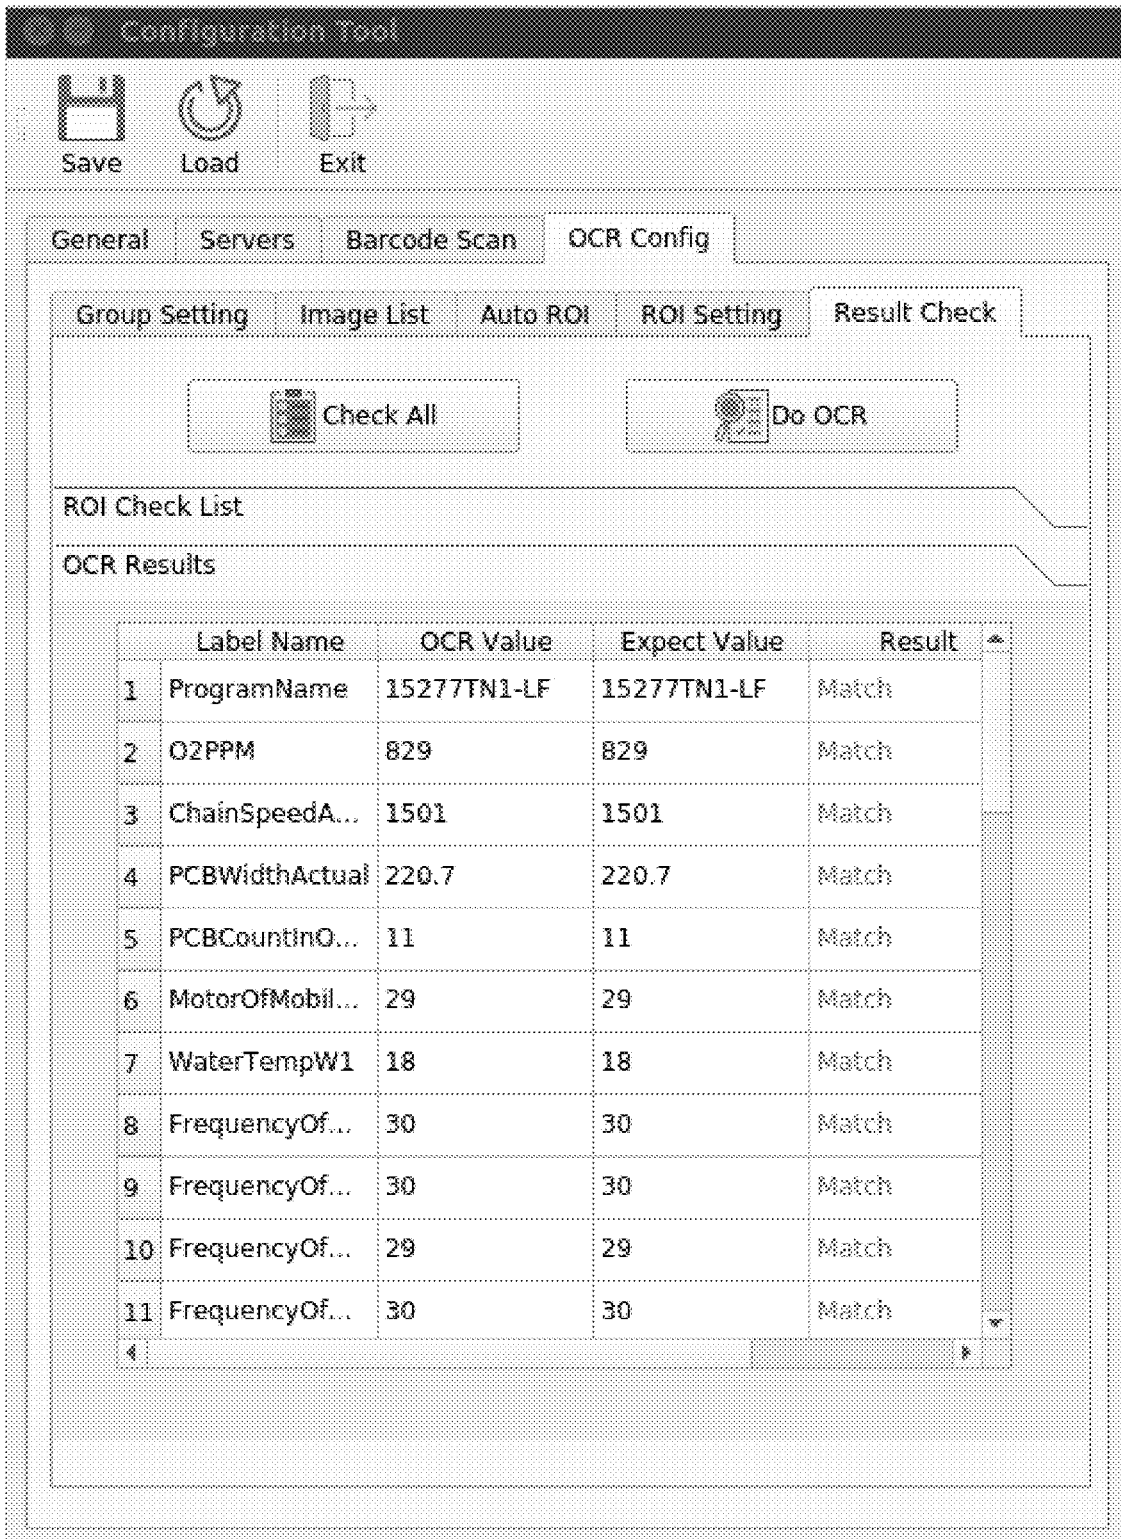 Configuration Tool
Save Load Exit
General Servers Barcode Scan OCR Config
Group Setting Image List Auto ROI ROI Setting Result Check
Check All Do OCR
ROI Check List
OCR Results
Label Name OCR Value Expect Value Result
1 ProgramName 15277TN1-LF 15277TN1-LF Match
2 O2PPM 829 829 Match
3 ChainSpeedA... 1501 1501 Match
4 PCBWidthActual 220.7 220.7 Match
5 PCBCountInO... 11 11 Match
6 MotorOfMobil... 29 29 Match
7 WaterTempW1 18 18 Match
8 FrequencyOf... 30 30 Match
9 FrequencyOf... 30 30 Match
10 FrequencyOf... 29 29 Match
11 FrequencyOf... 30 30 Match